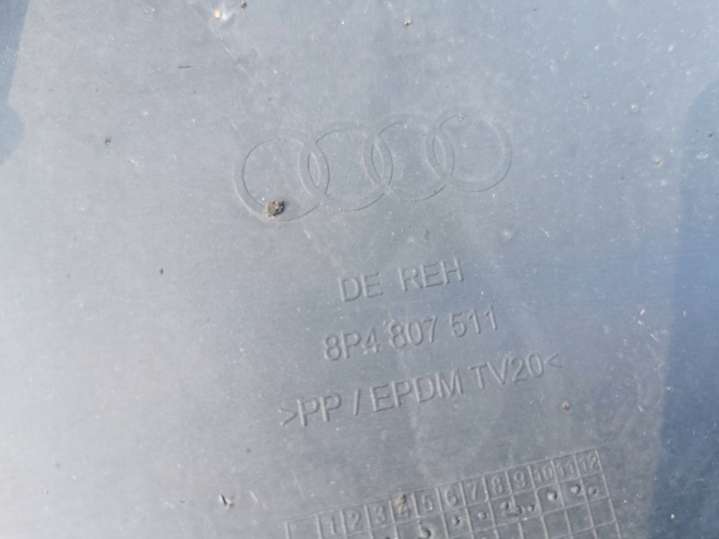 DE REH
8P4 807 511
>PP / EPDM TV20<
1 2 3 4 5 6 7 8 9 10 11 12